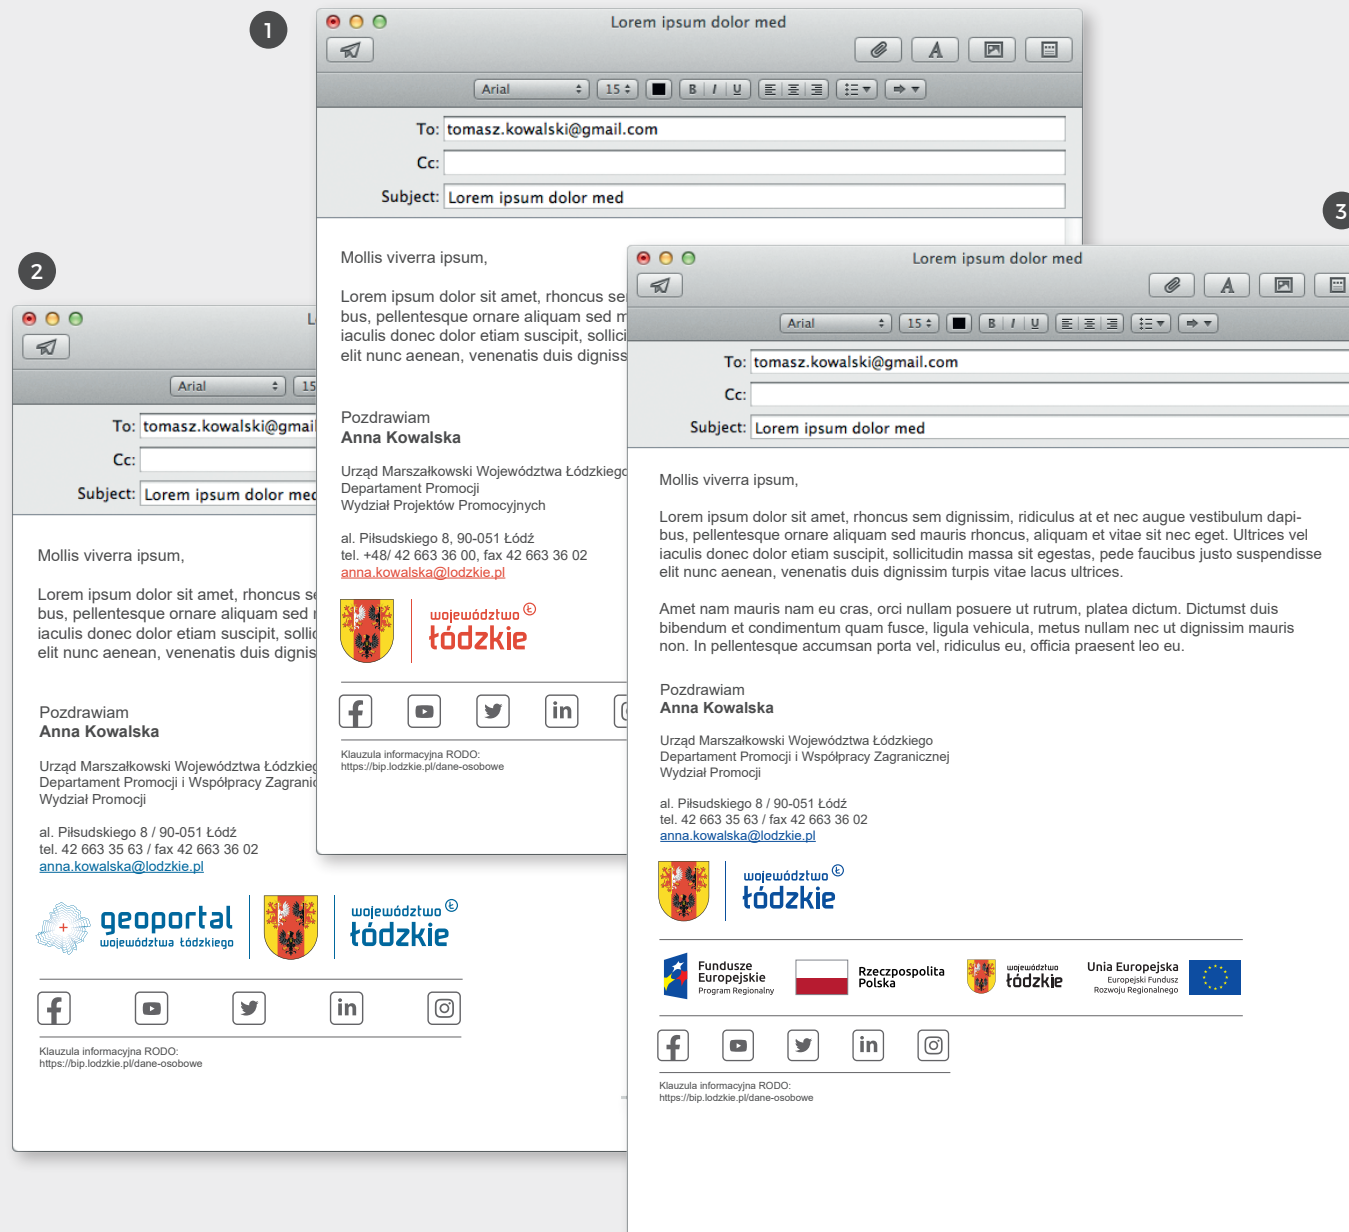 1
Lorem ipsum dolor med
Arial
15
B I U
To: tomasz.kowalski@gmail.com
Cc:
Subject: Lorem ipsum dolor med
Mollis viverra ipsum,
Lorem ipsum dolor sit amet, rhoncus
bus, pellentesque ornare aliquam sed
iaculis donec dolor etiam suscipit,
elit nunc aenean, venenatis duis
Pozdrawiam
Anna Kowalska
Urząd Marszałkowski Województwa Łódzkiego
Departament Promocji
Wydział Projektów Promocyjnych
al. Piłsudskiego 8, 90-051 Łódź
tel. +48/ 42 663 36 00, fax 42 663 36 02
anna.kowalska@lodzkie.pl
województwo Ł
łódzkie
in
Klauzula informacyjna RODO:
https://bip.lodzkie.pl/dane-osobowe
2
Arial
15
To: tomasz.kowalski@gmail
Cc:
Subject: Lorem ipsum dolor med
Mollis viverra ipsum,
Lorem ipsum dolor sit amet, rhoncus
bus, pellentesque ornare aliquam sed
iaculis donec dolor etiam suscipit,
elit nunc aenean, venenatis duis
Pozdrawiam
Anna Kowalska
Urząd Marszałkowski Województwa
Departament Promocji i Współpracy
Wydział Promocji
al. Piłsudskiego 8 / 90-051 Łódź
tel. 42 663 35 63 / fax 42 663 36 02
anna.kowalska@lodzkie.pl
geoportal
województwa łódzkiego
województwo Ł
łódzkie
in
Klauzula informacyjna RODO:
https://bip.lodzkie.pl/dane-osobowe
3
Lorem ipsum dolor med
Arial
15
B I U
To: tomasz.kowalski@gmail.com
Cc:
Subject: Lorem ipsum dolor med
Mollis viverra ipsum,
Lorem ipsum dolor sit amet, rhoncus sem dignissim, ridiculus at et nec augue vestibulum dapi-
bus, pellentesque ornare aliquam sed mauris rhoncus, aliquam et vitae sit nec eget. Ultrices vel
iaculis donec dolor etiam suscipit, sollicitudin massa sit egestas, pede faucibus justo suspendisse
elit nunc aenean, venenatis duis dignissim turpis vitae lacus ultrices.
Amet nam mauris nam eu cras, orci nullam posuere ut rutrum, platea dictum. Dictumst duis
bibendum et condimentum quam fusce, ligula vehicula, metus nullam nec ut dignissim mauris
non. In pellentesque accumsan porta vel, ridiculus eu, officia praesent leo eu.
Pozdrawiam
Anna Kowalska
Urząd Marszałkowski Województwa Łódzkiego
Departament Promocji i Współpracy Zagranicznej
Wydział Promocji
al. Piłsudskiego 8 / 90-051 Łódź
tel. 42 663 35 63 / fax 42 663 36 02
anna.kowalska@lodzkie.pl
województwo Ł
łódzkie
Fundusze
Europejskie
Program Regionalny
Rzeczpospolita
Polska
województwo
łódzkie
Unia Europejska
Europejski Fundusz
Rozwoju Regionalnego
in
Klauzula informacyjna RODO:
https://bip.lodzkie.pl/dane-osobowe